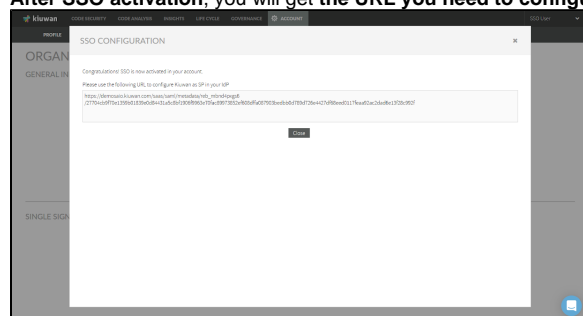 After SSO activation, you will get the URL you need to config
kiuwan CODE SECURITY CODE ANALYSIS INSIGHTS LIFE CYCLE GOVERNANCE ACCOUNT SSO User
PROFILE
SSO CONFIGURATION ×
ORGAN
GENERAL IN
Congratulations! SSO is now activated in your account
Please use the following URL to configure Kiuwan as SP in your IdP
Close
SINGLE SIGN